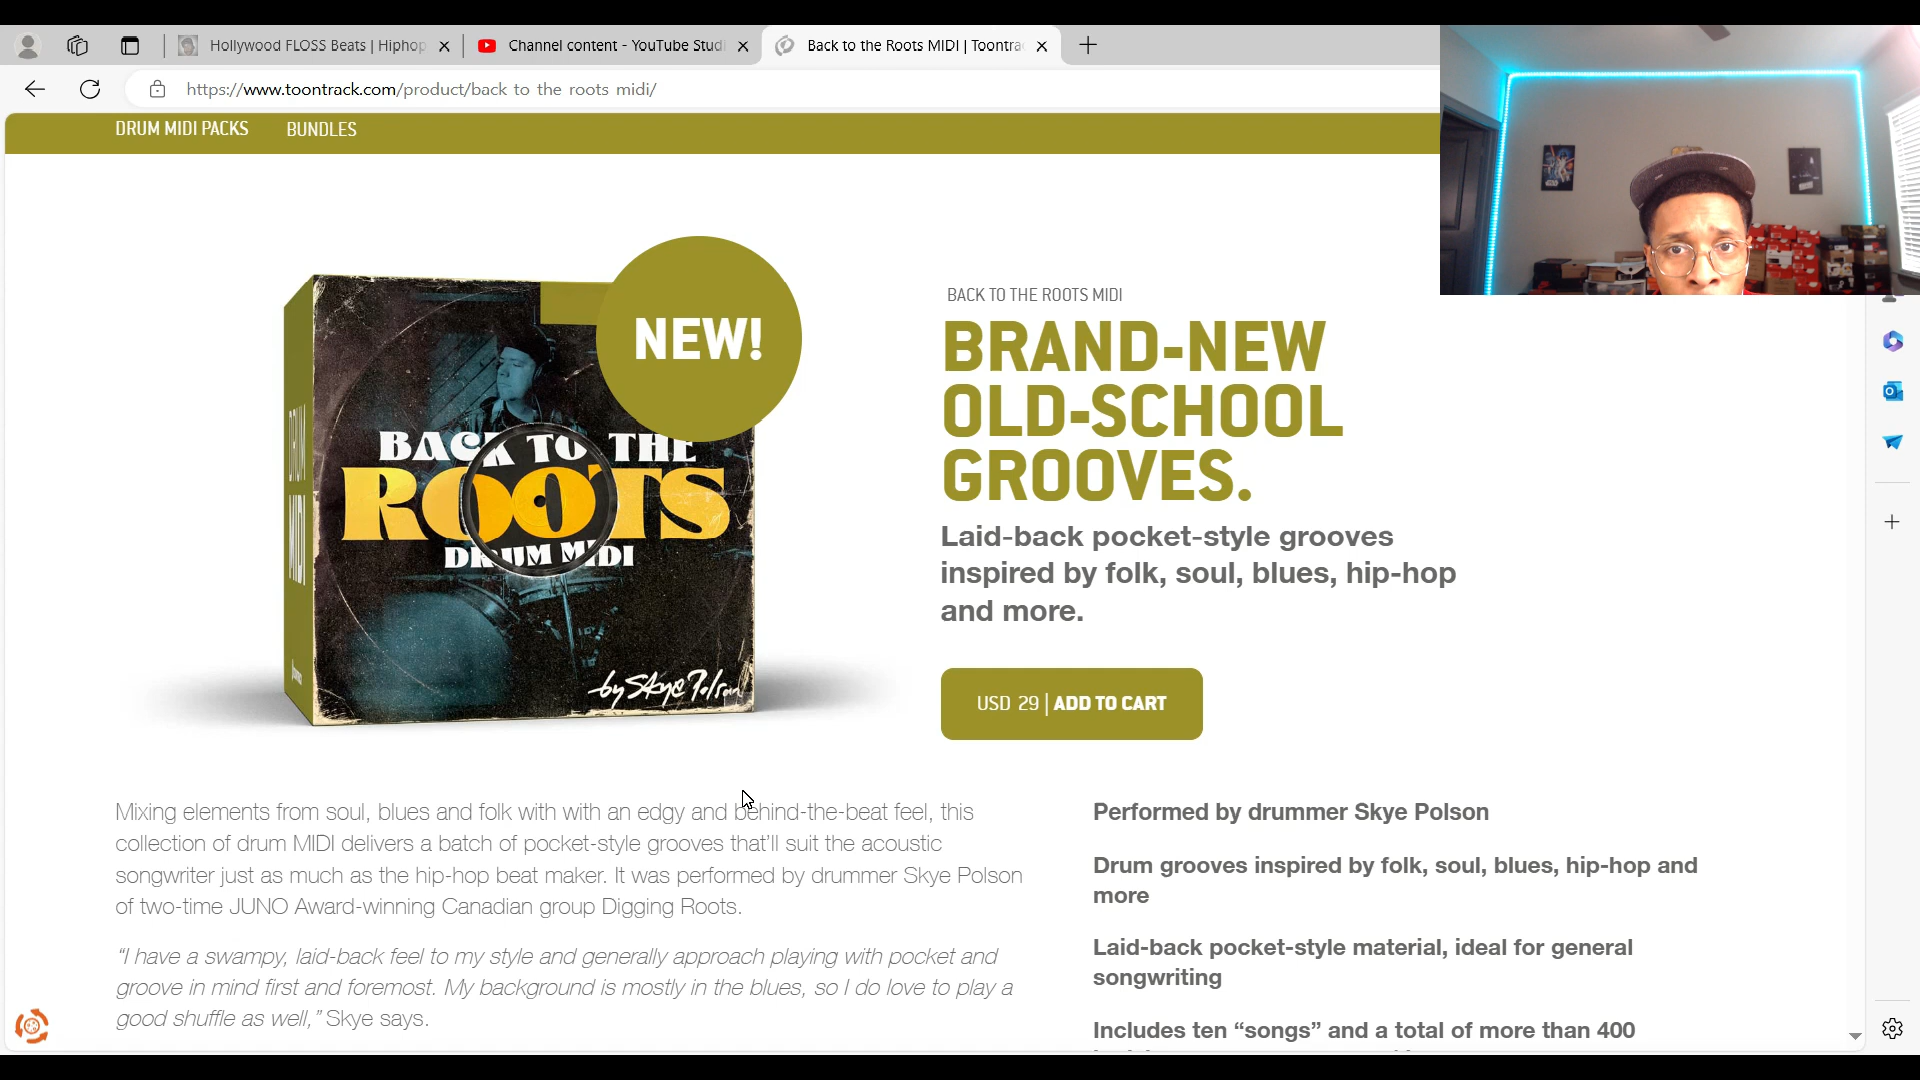 Hollywood FLOSS Beats | Hiphop
Channel content - YouTube Studi
Back to the Roots MIDI | Toontrac
https://www.toontrack.com/product/back to the roots midi/
DRUM MIDI PACKS BUNDLES
NEW!
BACK TO THE
ROOTS
DRUM MIDI
by Skye Polson
DRUM MIDI
BACK TO THE ROOTS MIDI
BRAND-NEW
OLD-SCHOOL
GROOVES.
Laid-back pocket-style grooves
inspired by folk, soul, blues, hip-hop
and more.
USD 29 | ADD TO CART
Mixing elements from soul, blues and folk with with an edgy and behind-the-beat feel, this
collection of drum MIDI delivers a batch of pocket-style grooves that'll suit the acoustic
songwriter just as much as the hip-hop beat maker. It was performed by drummer Skye Polson
of two-time JUNO Award-winning Canadian group Digging Roots.
“I have a swampy, laid-back feel to my style and generally approach playing with pocket and
groove in mind first and foremost. My background is mostly in the blues, so I do love to play a
good shuffle as well,” Skye says.
Performed by drummer Skye Polson
Drum grooves inspired by folk, soul, blues, hip-hop and
more
Laid-back pocket-style material, ideal for general
songwriting
Includes ten “songs” and a total of more than 400